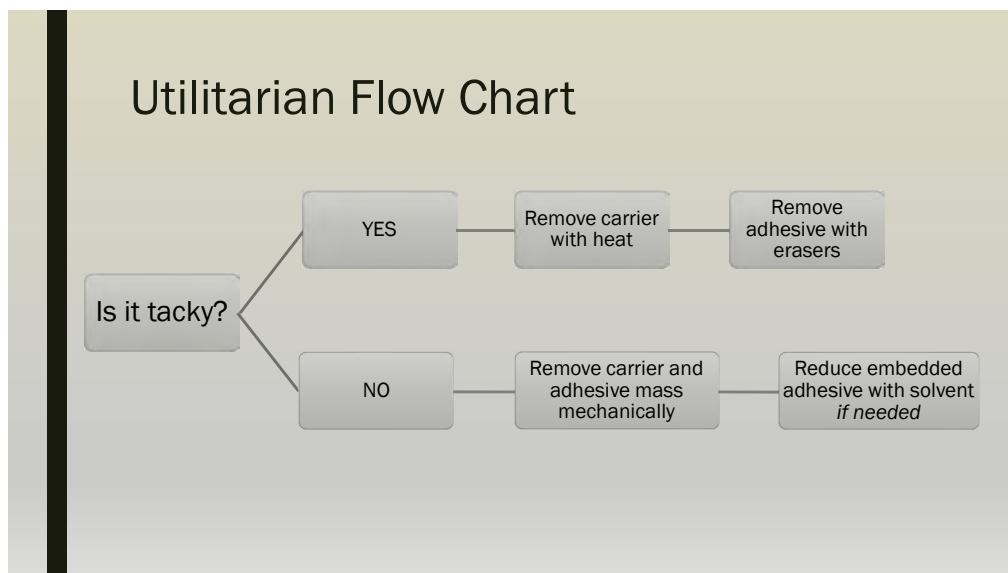 Utilitarian Flow Chart
Is it tacky?
YES
Remove carrier
with heat
Remove
adhesive with
erasers
NO
Remove carrier and
adhesive mass
mechanically
Reduce embedded
adhesive with solvent
if needed